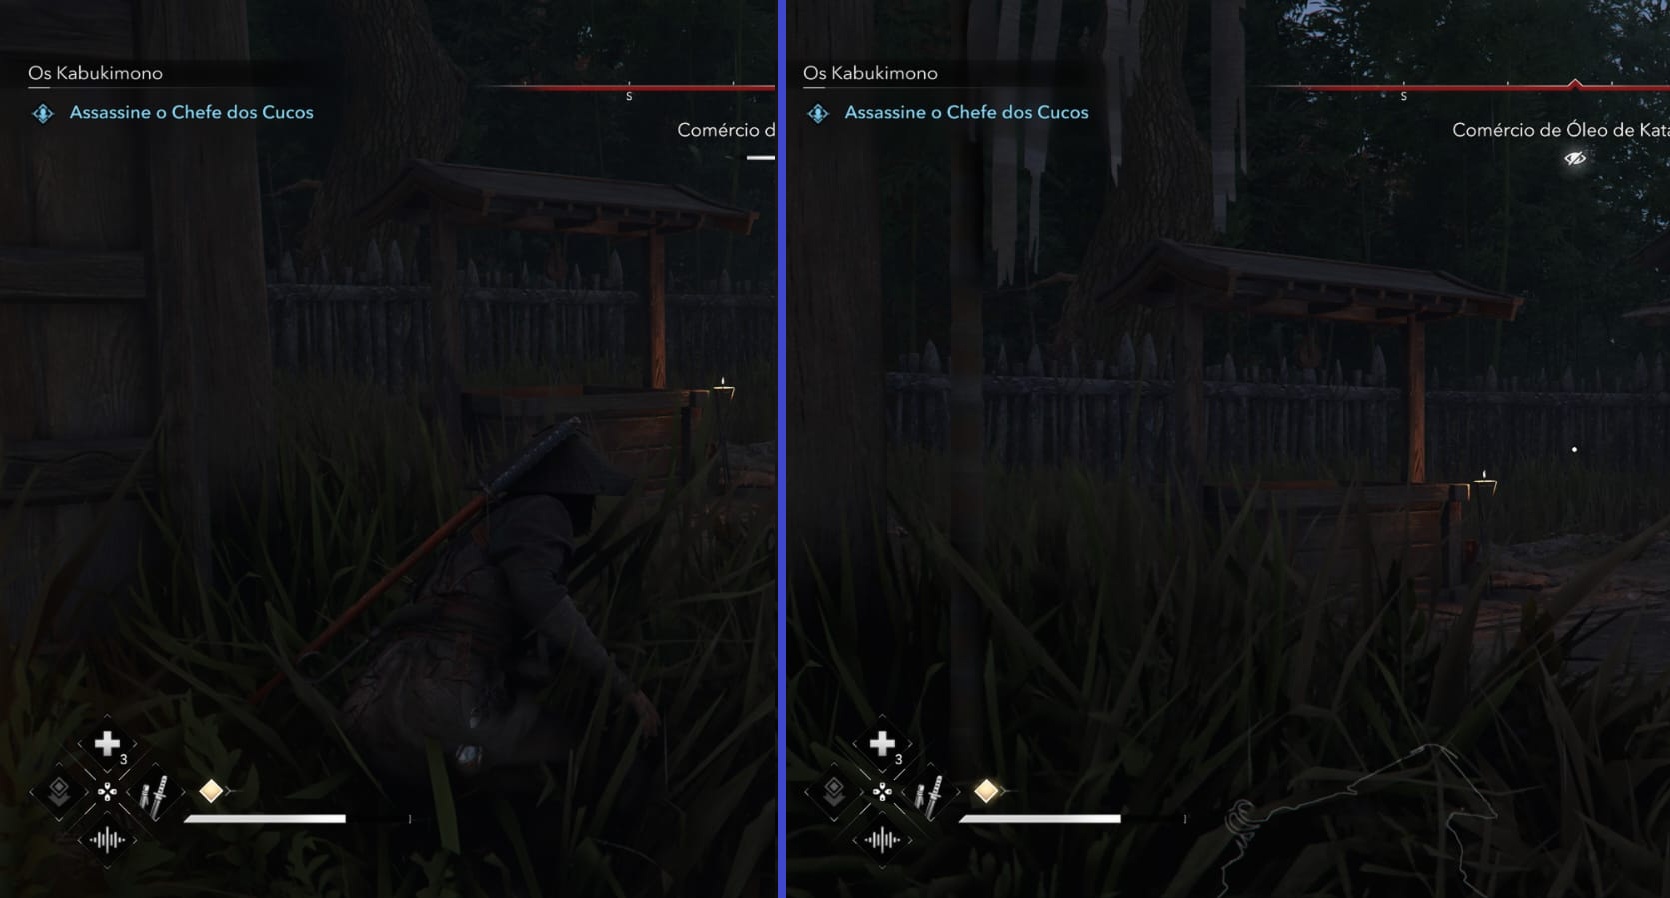 Os Kabukimono
Assassine o Chefe dos Cucos
S
Comércio d
3
Os Kabukimono
Assassine o Chefe dos Cucos
S
Comércio de Óleo de Kata
3